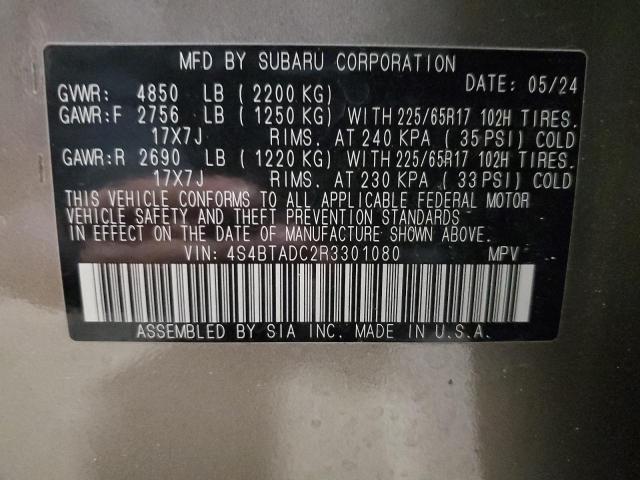 MFD BY SUBARU CORPORATION
DATE: 05/24
GVWR: 4850 LB (2200 KG)
GAWR:F 2756 LB (1250 KG) WITH 225/65R17 102H TIRES.
17X7J RIMS. AT 240 KPA (35 PSI) COLD
GAWR:R 2690 LB (1220 KG) WITH 225/65R17 102H TIRES.
17X7J RIMS. AT 230 KPA (33 PSI) COLD
THIS VEHICLE CONFORMS TO ALL APPLICABLE FEDERAL MOTOR
VEHICLE SAFETY AND THEFT PREVENTION STANDARDS
IN EFFECT ON THE DATE OF MANUFACTURE SHOWN ABOVE.
VIN: 4S4BTADC2R3301080 MPV
ASSEMBLED BY SIA INC. MADE IN U.S.A.